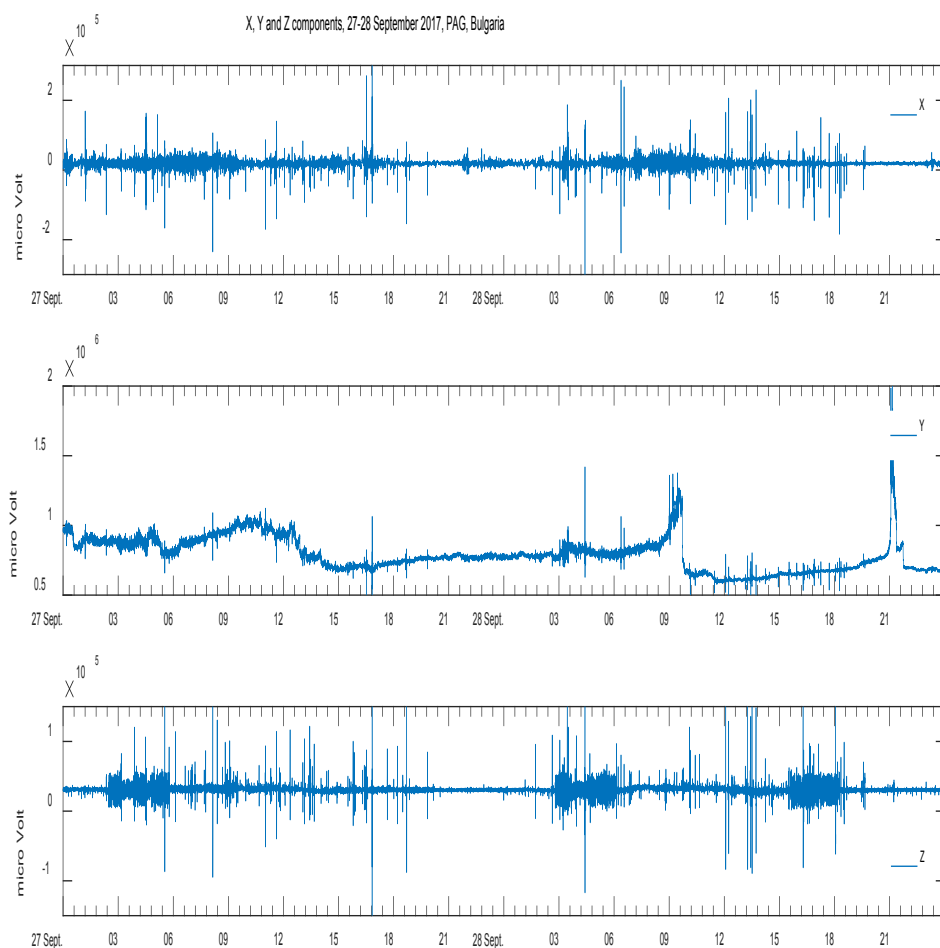 X, Y and Z components, 27-28 September 2017, PAG, Bulgaria
× 10 5
2
0
-2
micro Volt
X
27 Sept. 03 06 09 12 15 18 21 28 Sept. 03 06 09 12 15 18 21
× 10 6
2
1.5
1
0.5
micro Volt
Y
27 Sept. 03 06 09 12 15 18 21 28 Sept. 03 06 09 12 15 18 21
× 10 5
1
0
-1
micro Volt
Z
27 Sept. 03 06 09 12 15 18 21 28 Sept. 03 06 09 12 15 18 21